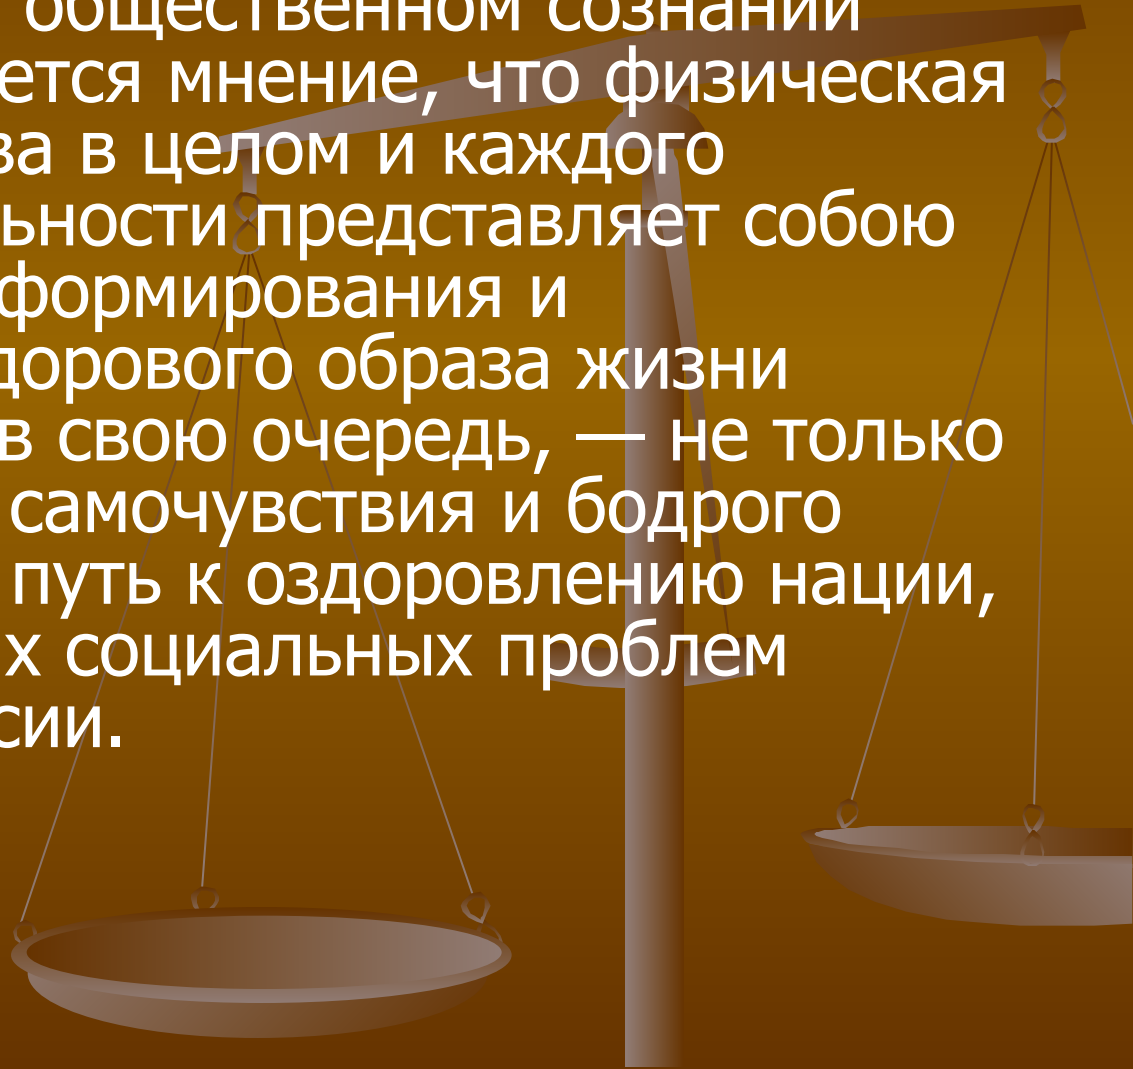 общественном сознании
ется мнение, что физическая
ва в целом и каждого
ьности представляет собою
формирования и
дорового образа жизни
в свою очередь, — не только
самочувствия и бодрого
путь к оздоровлению нации,
х социальных проблем
сии.